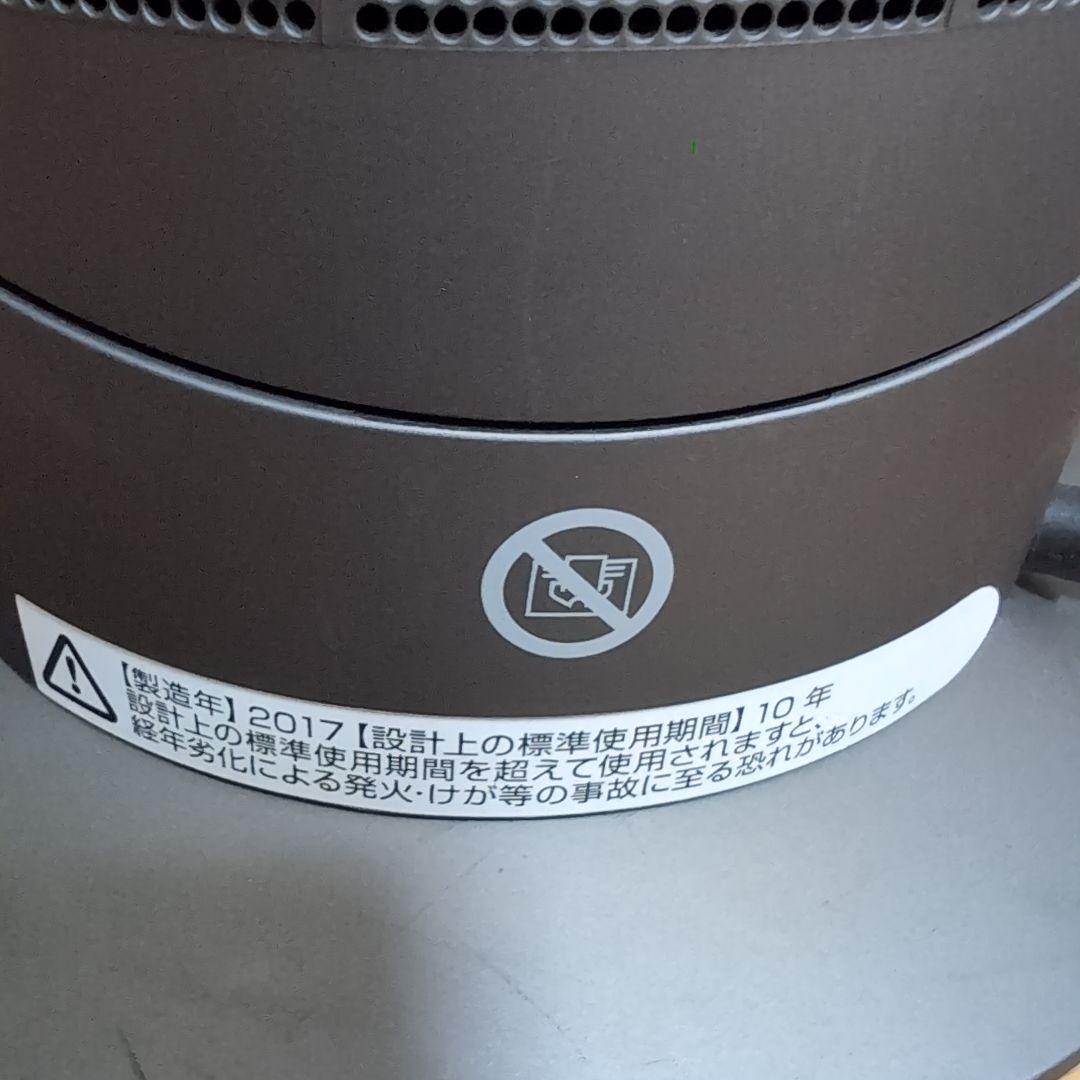 【製造年】2017【設計上の標準使用期間】10年
設計上の標準使用期間を超えて使用されますと、
経年劣化による発火･けが等の事故に至る恐れがあります。